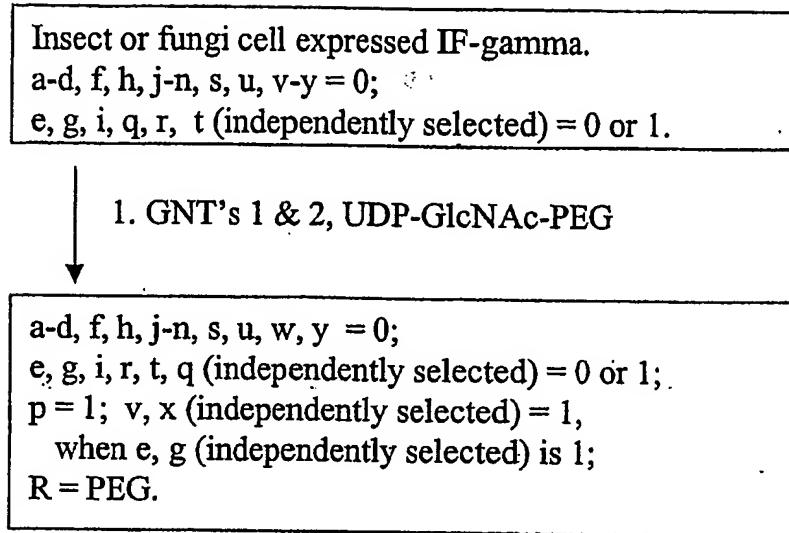 Insect or fungi cell expressed IF-gamma.
a-d, f, h, j-n, s, u, v-y = 0;
e, g, i, q, r, t (independently selected) = 0 or 1.
1. GNT's 1 & 2, UDP-GlcNAc-PEG
a-d, f, h, j-n, s, u, w, y = 0;
e, g, i, r, t, q (independently selected) = 0 or 1;
p = 1; v, x (independently selected) = 1,
when e, g (independently selected) is 1;
R = PEG.